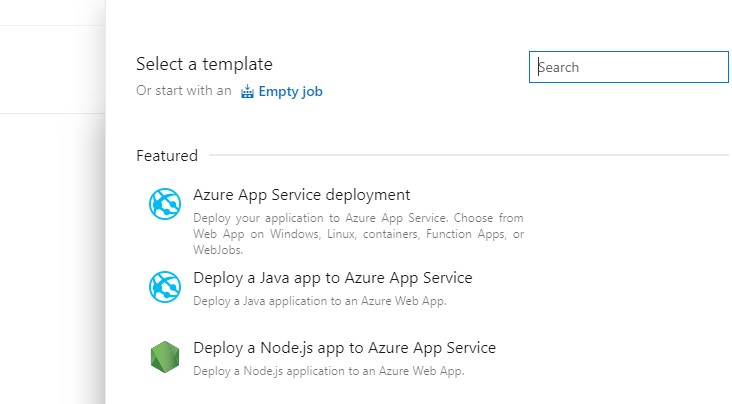 Select a template
Search
Or start with an Empty job
Featured
Azure App Service deployment
Deploy your application to Azure App Service. Choose from
Web App on Windows, Linux, containers, Function Apps, or
WebJobs.
Deploy a Java app to Azure App Service
Deploy a Java application to an Azure Web App.
Deploy a Node.js app to Azure App Service
Deploy a Node.js application to an Azure Web App.